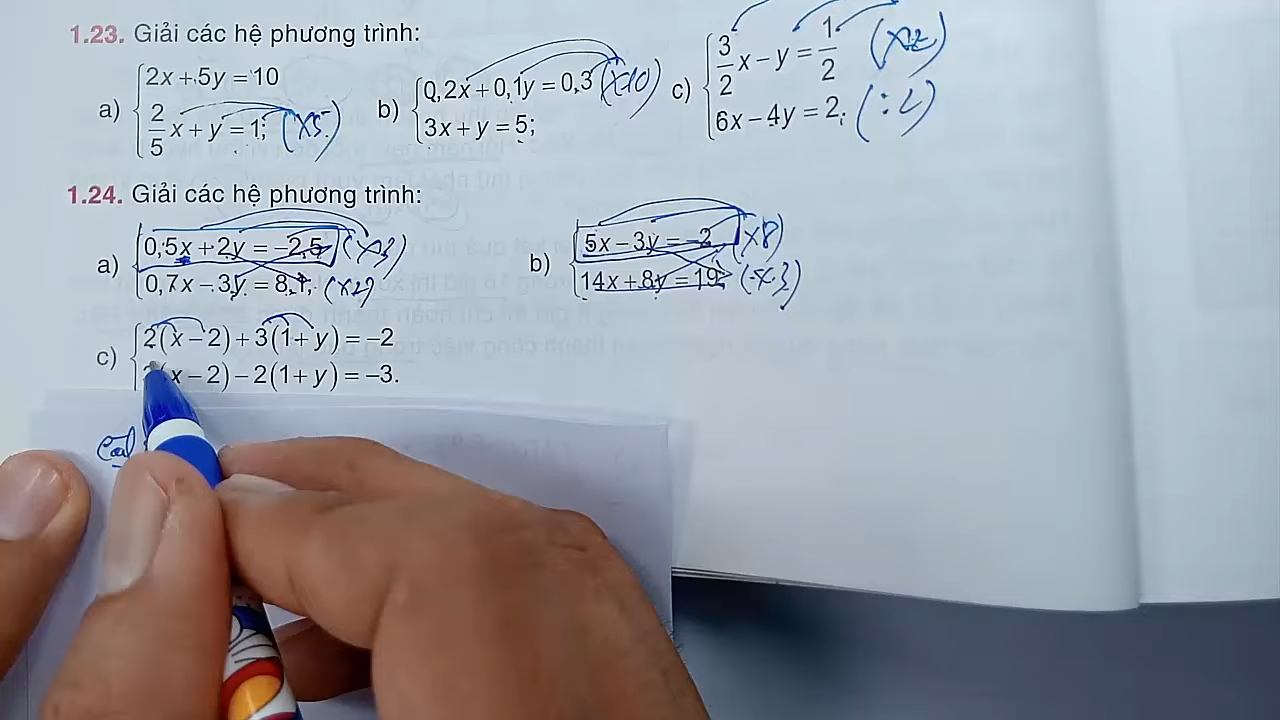 1.23. Giải các hệ phương trình:
a) 2x + 5y = 10
2/5 x + y = 1; (x5)
b) 0,2x + 0,1y = 0,3 (x10)
3x + y = 5;
c) 3/2 x − y = 1/2 (x2)
6x − 4y = 2. (:2)
1.24. Giải các hệ phương trình:
a) 0,5x + 2y = −2,5 (x3)
0,7x − 3y = 8,1; (x2)
b) 5x − 3y = −2 (x8)
14x + 8y = 19; (x3)
c) 2(x − 2) + 3(1 + y) = −2
(x − 2) − 2(1 + y) = −3.